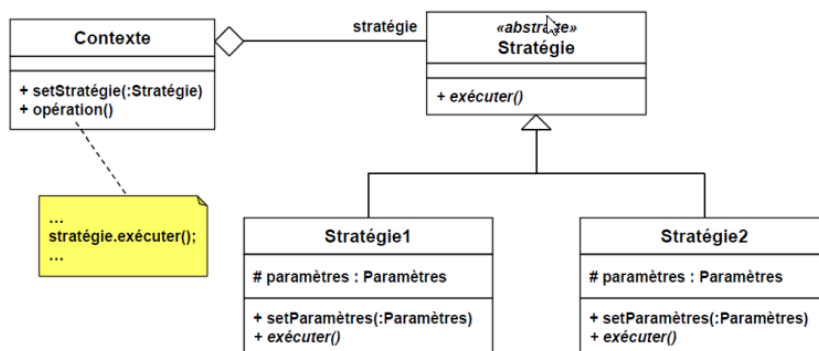 Contexte
+ setStratégie(:Stratégie)
+ opération()
stratégie
«abstraite»
Stratégie
+ exécuter()
...
stratégie.exécuter();
...
Stratégie1
# paramètres : Paramètres
+ setParamètres(:Paramètres)
+ exécuter()
Stratégie2
# paramètres : Paramètres
+ setParamètres(:Paramètres)
+ exécuter()